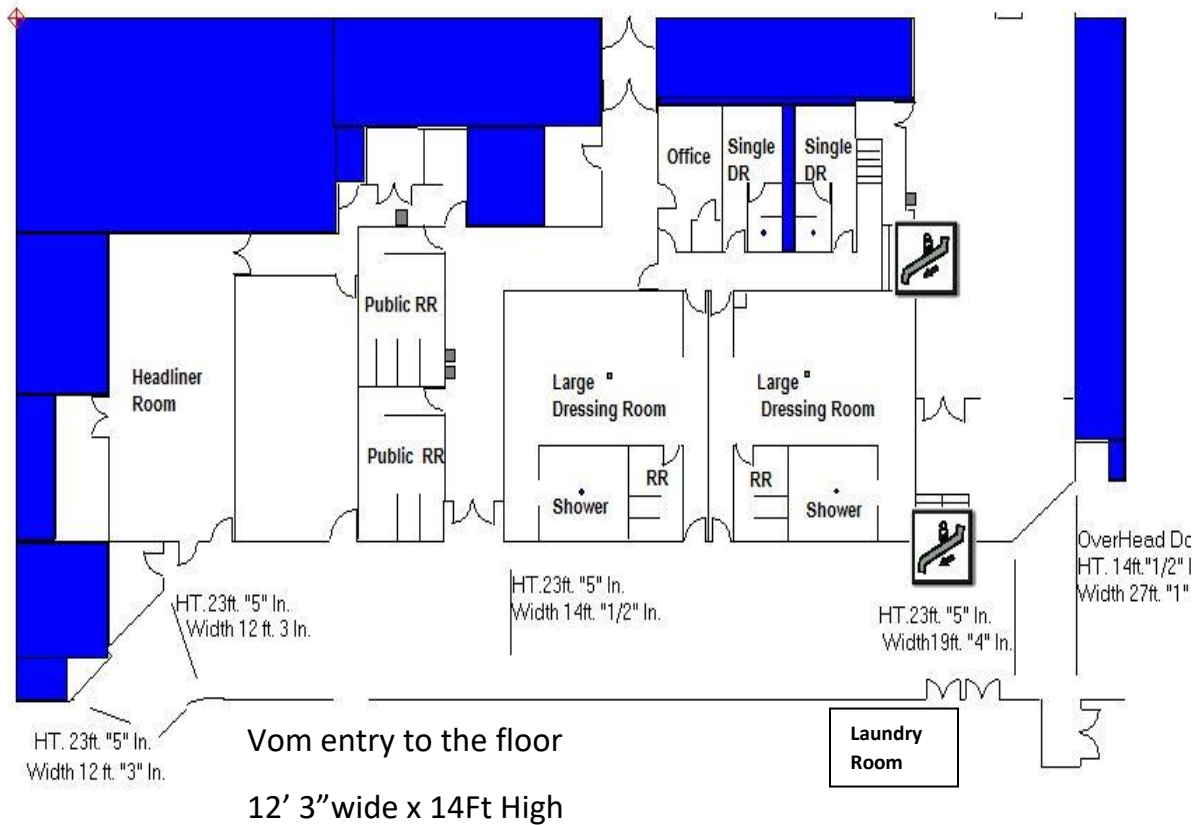 Office
Single
DR
Single
DR
Public RR
Headliner
Room
Large
Dressing Room
Large
Dressing Room
Public RR
RR
Shower
RR
Shower
OverHead Do
HT. 14ft."1/2" I
Width 27ft. "1"
HT.23ft. "5" In.
Width 12 ft. 3 In.
HT.23ft. "5" In.
Width 14ft. "1/2" In.
HT.23ft. "5" In.
Width19ft. "4" In.
HT. 23ft. "5" In.
Width 12 ft. "3" In.
Vom entry to the floor
12’ 3”wide x 14Ft High
Laundry
Room